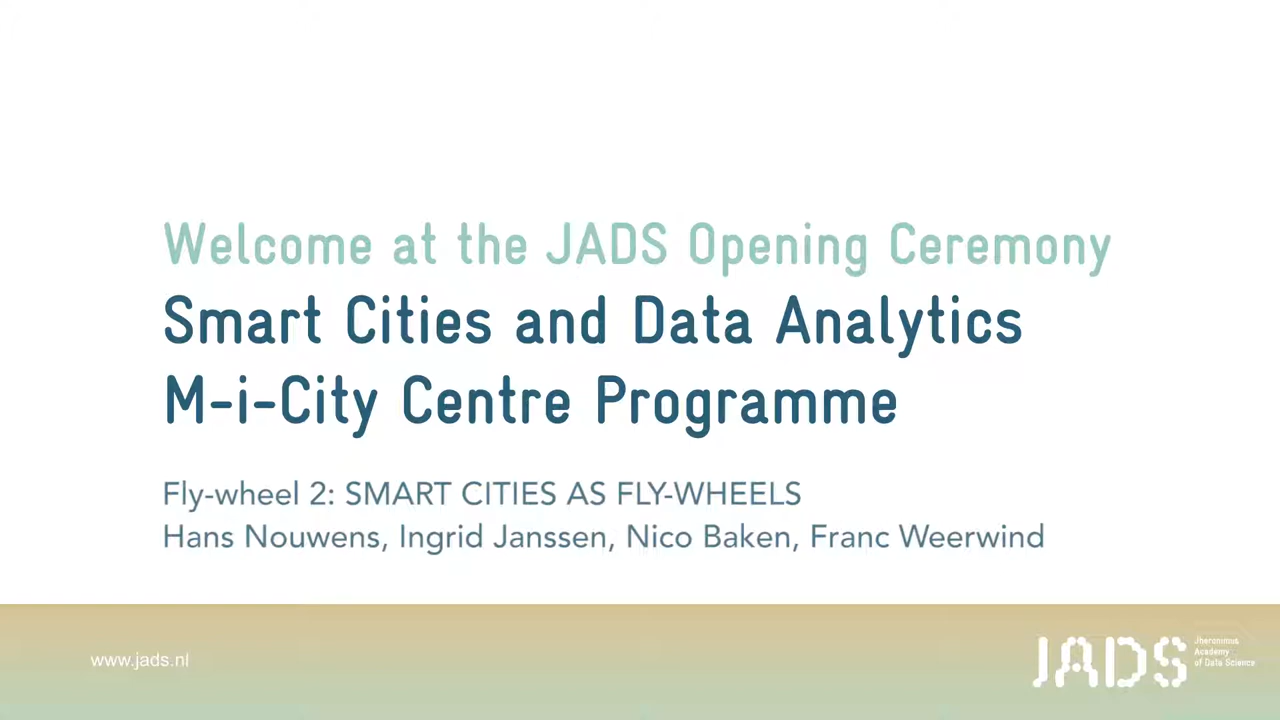 Welcome at the JADS Opening Ceremony
Smart Cities and Data Analytics
M-i-City Centre Programme
Fly-wheel 2: SMART CITIES AS FLY-WHEELS
Hans Nouwens, Ingrid Janssen, Nico Baken, Franc Weerwind
www.jads.nl
JADS
Jheronimus
Academy
of Data Science